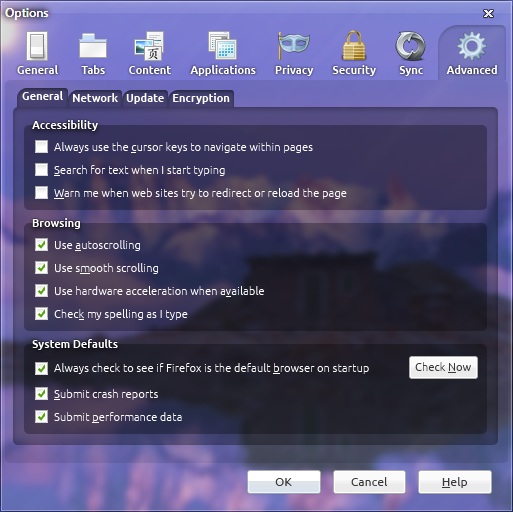 Options
General Tabs Content Applications Privacy Security Sync Advanced
General Network Update Encryption
Accessibility
Always use the cursor keys to navigate within pages
Search for text when I start typing
Warn me when web sites try to redirect or reload the page
Browsing
Use autoscrolling
Use smooth scrolling
Use hardware acceleration when available
Check my spelling as I type
System Defaults
Always check to see if Firefox is the default browser on startup Check Now
Submit crash reports
Submit performance data
OK Cancel Help